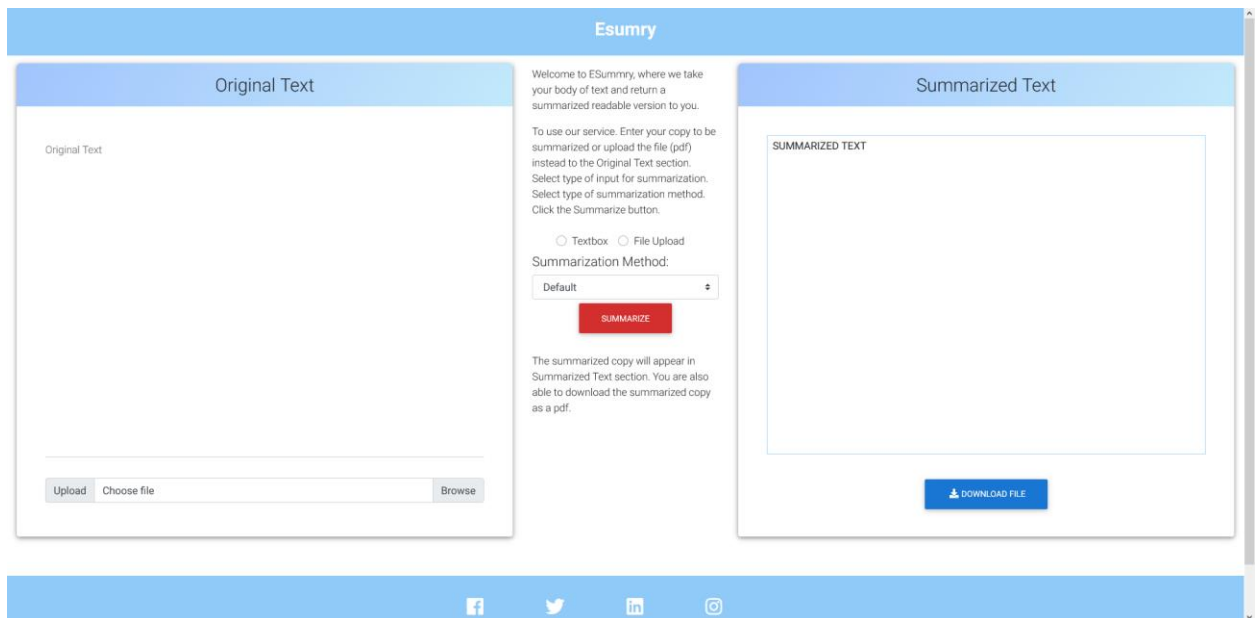 Esumry
Original Text
Original Text
Upload Choose file Browse
Welcome to ESummry, where we take
your body of text and return a
summarized readable version to you.
To use our service. Enter your copy to be
summarized or upload the file (pdf)
instead to the Original Text section.
Select type of input for summarization.
Select type of summarization method.
Click the Summarize button.
Textbox File Upload
Summarization Method:
Default
SUMMARIZE
The summarized copy will appear in
Summarized Text section. You are also
able to download the summarized copy
as a pdf.
Summarized Text
SUMMARIZED TEXT
DOWNLOAD FILE